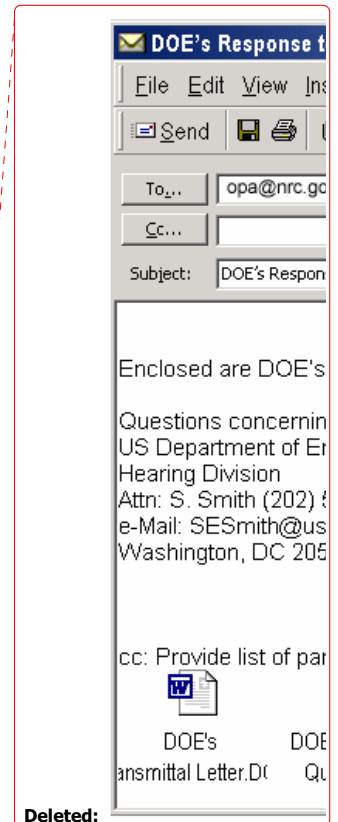 DOE's Response t
File Edit View Ins
Send
To... opa@nrc.go
Cc...
Subject: DOE's Respon
Enclosed are DOE's
Questions concernin
US Department of En
Hearing Division
Attn: S. Smith (202) 5
e-Mail: SESmith@us
Washington, DC 205
cc: Provide list of par
DOE's DOE
ansmittal Letter.DO Qu
Deleted: